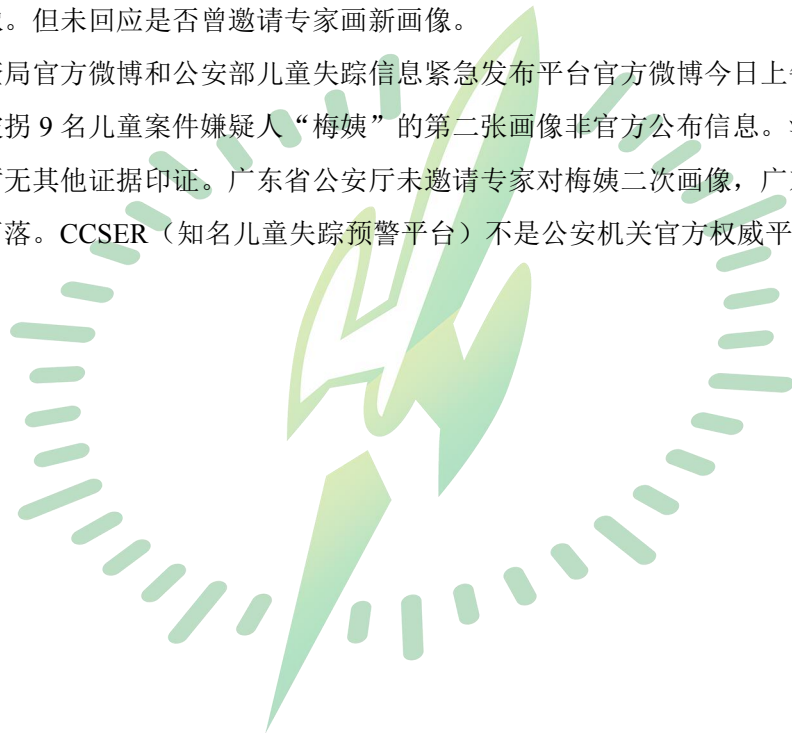 。但未回应是否曾邀请专家画新画像。
局官方微博和公安部儿童失踪信息紧急发布平台官方微博今日上
拐 9 名儿童案件嫌疑人“梅姨”的第二张画像非官方公布信息。
无其他证据印证。广东省公安厅未邀请专家对梅姨二次画像，广
落。CCSER（知名儿童失踪预警平台）不是公安机关官方权威平